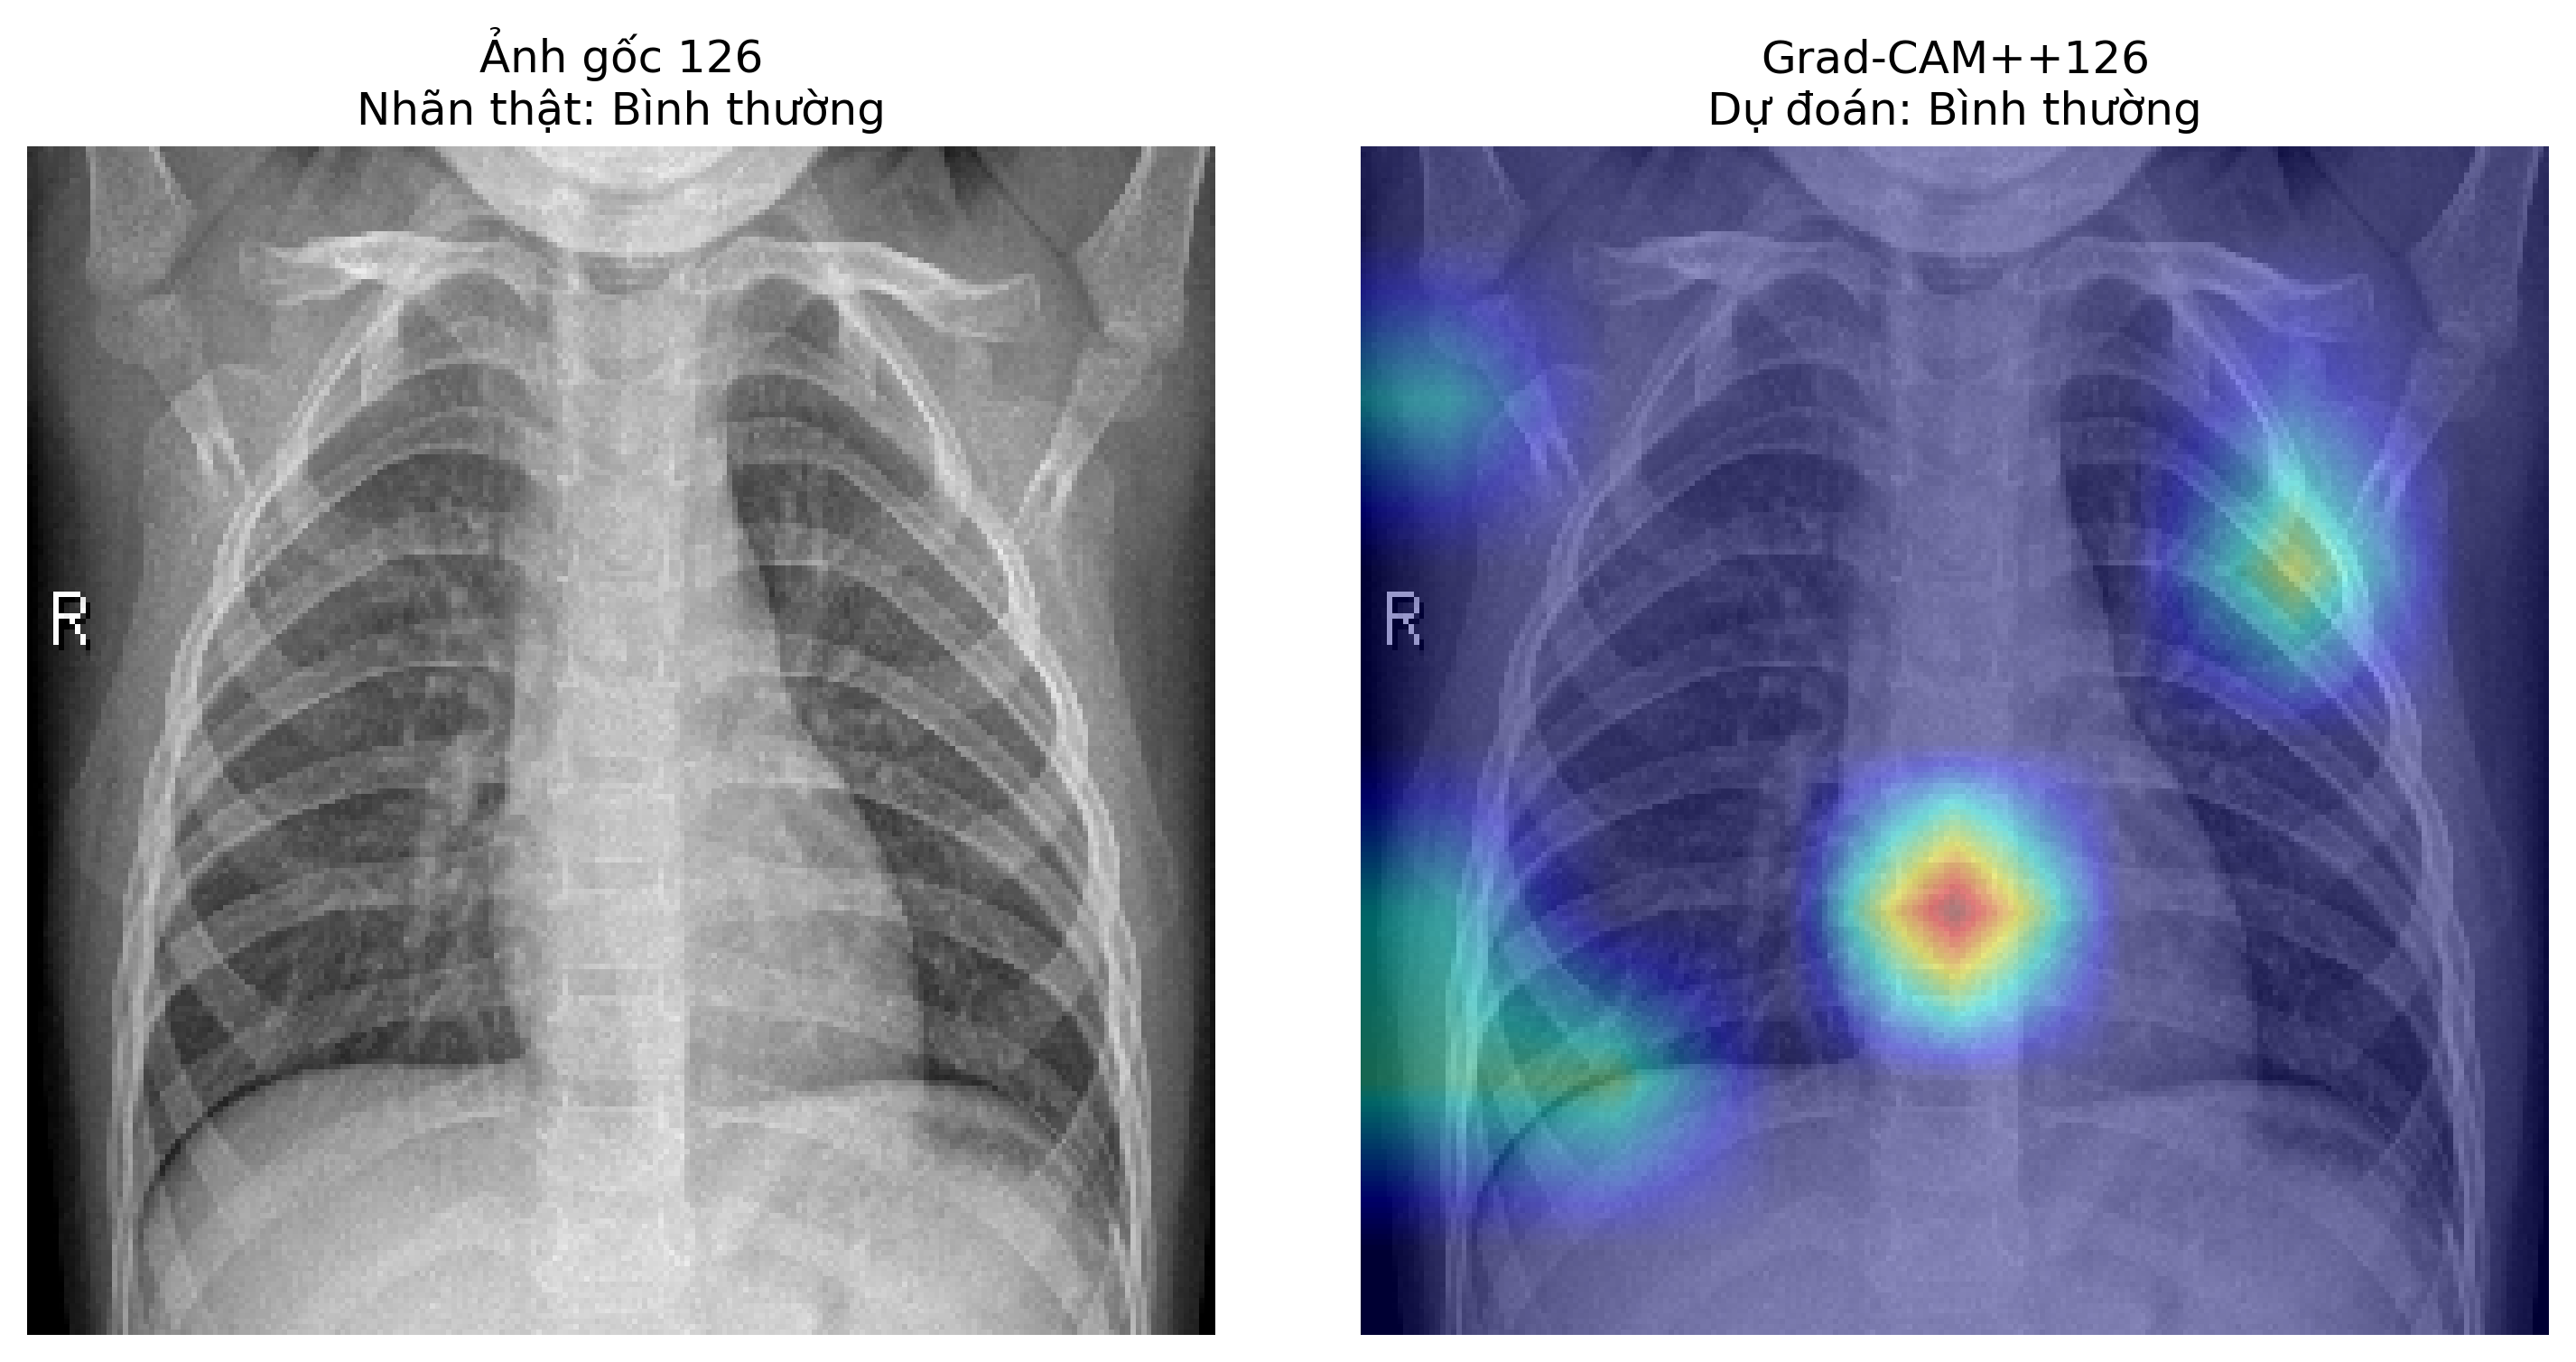 Ảnh gốc 126
Nhãn thật: Bình thường
R
Grad-CAM++126
Dự đoán: Bình thường
R